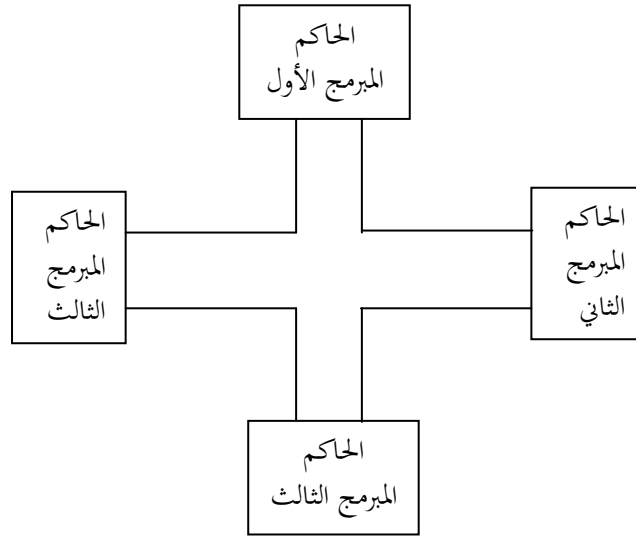 الحاكم
المبرمج الأول
الحاكم
المبرمج
الثاني
الحاكم
المبرمج
الثالث
الحاكم
المبرمج الثالث